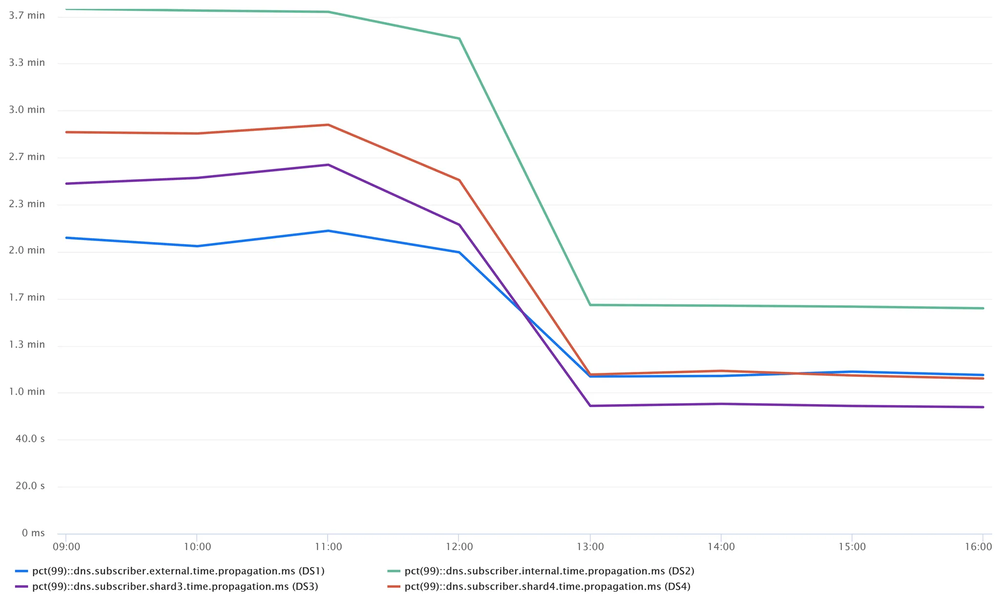 3.7 min
3.3 min
3.0 min
2.7 min
2.3 min
2.0 min
1.7 min
1.3 min
1.0 min
40.0 s
20.0 s
0 ms
09:00 10:00 11:00 12:00 13:00 14:00 15:00 16:00
pct(99)::dns.subscriber.external.time.propagation.ms (DS1) pct(99)::dns.subscriber.internal.time.propagation.ms (DS2)
pct(99)::dns.subscriber.shard3.time.propagation.ms (DS3) pct(99)::dns.subscriber.shard4.time.propagation.ms (DS4)